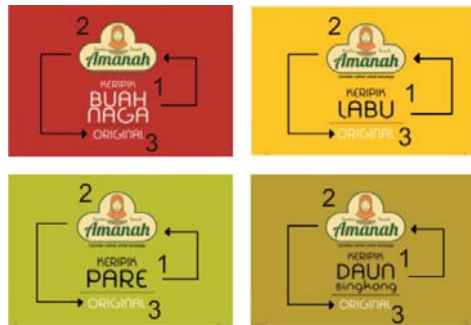 2
Amanah
KERIPIK
1
BUAH
NAGA
ORIGINAL 3
2
Amanah
KERIPIK
1
LABU
ORIGINAL 3
2
Amanah
KERIPIK
1
PARE
ORIGINAL 3
2
Amanah
KERIPIK
1
DAUN
singkong
ORIGINAL 3